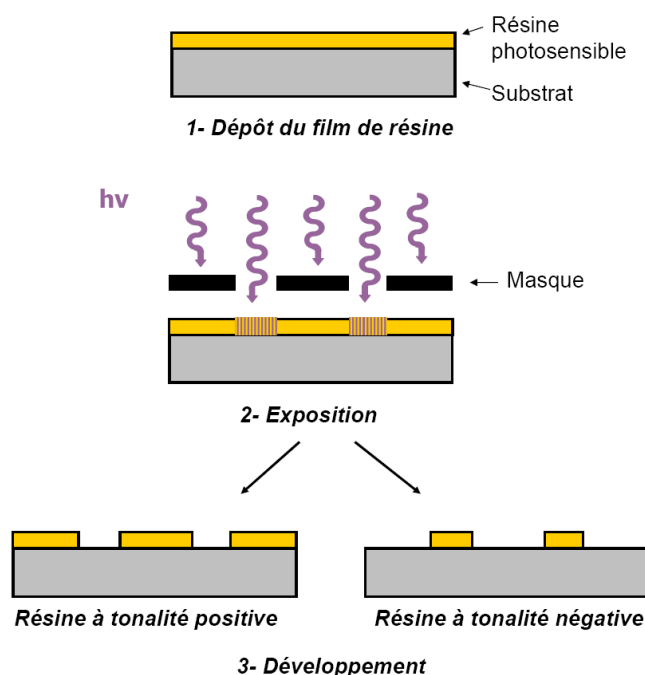 Résine
photosensible
Substrat
1- Dépôt du film de résine
hν
Masque
2- Exposition
Résine à tonalité positive
Résine à tonalité négative
3- Développement